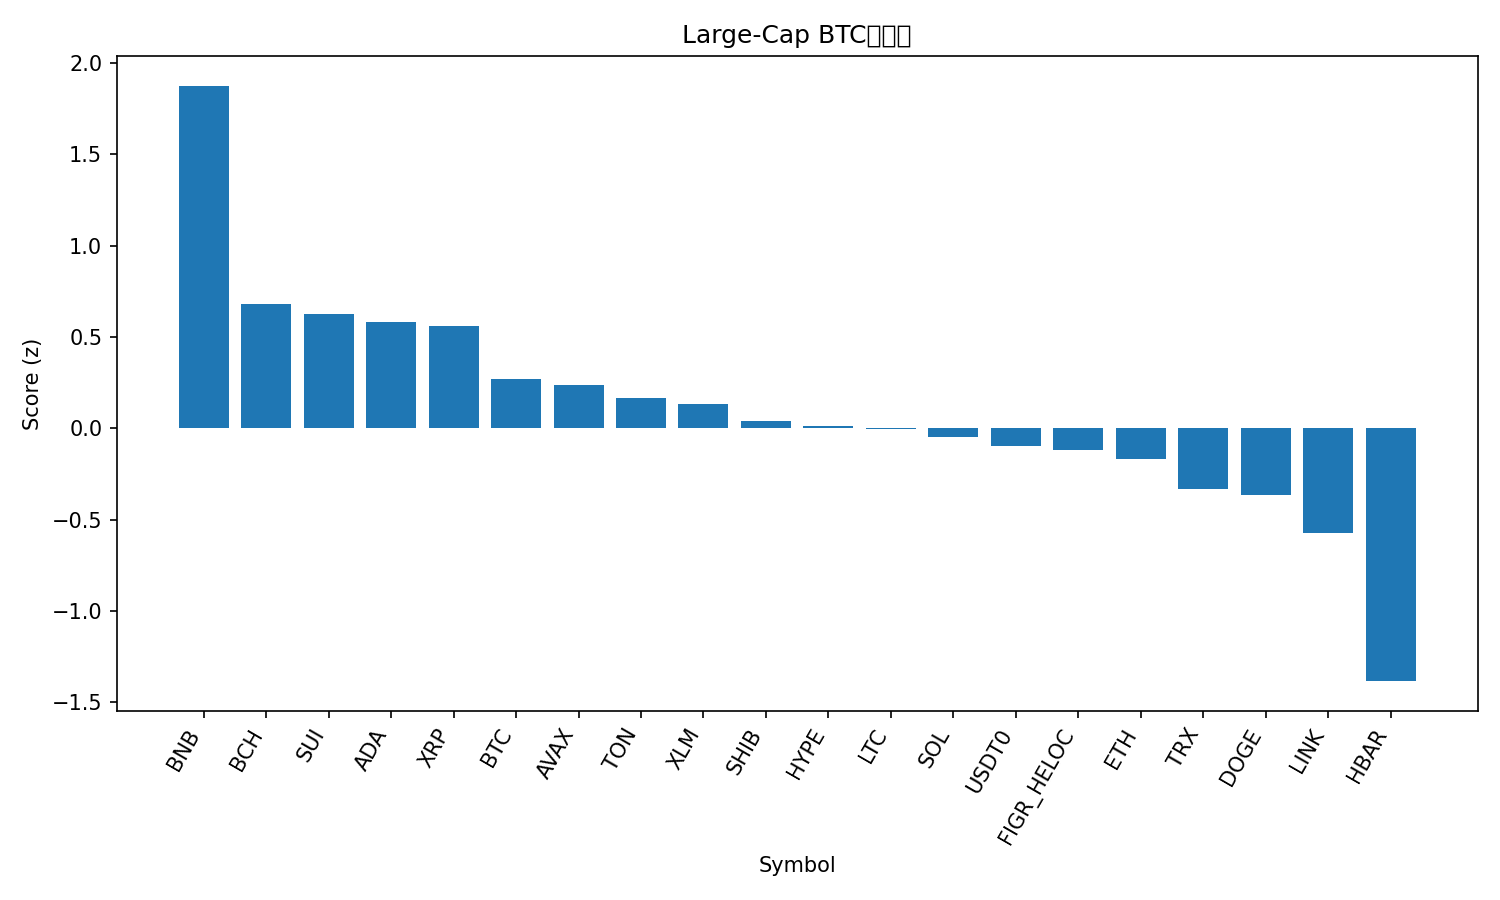 Large-Cap BTC
Score (z)
2.0
1.5
1.0
0.5
0.0
−0.5
−1.0
−1.5
BNB
BCH
SUI
ADA
XRP
BTC
AVAX
TON
XLM
SHIB
HYPE
LTC
SOL
USDT0
FIGR_HELOC
ETH
TRX
DOGE
LINK
HBAR
Symbol